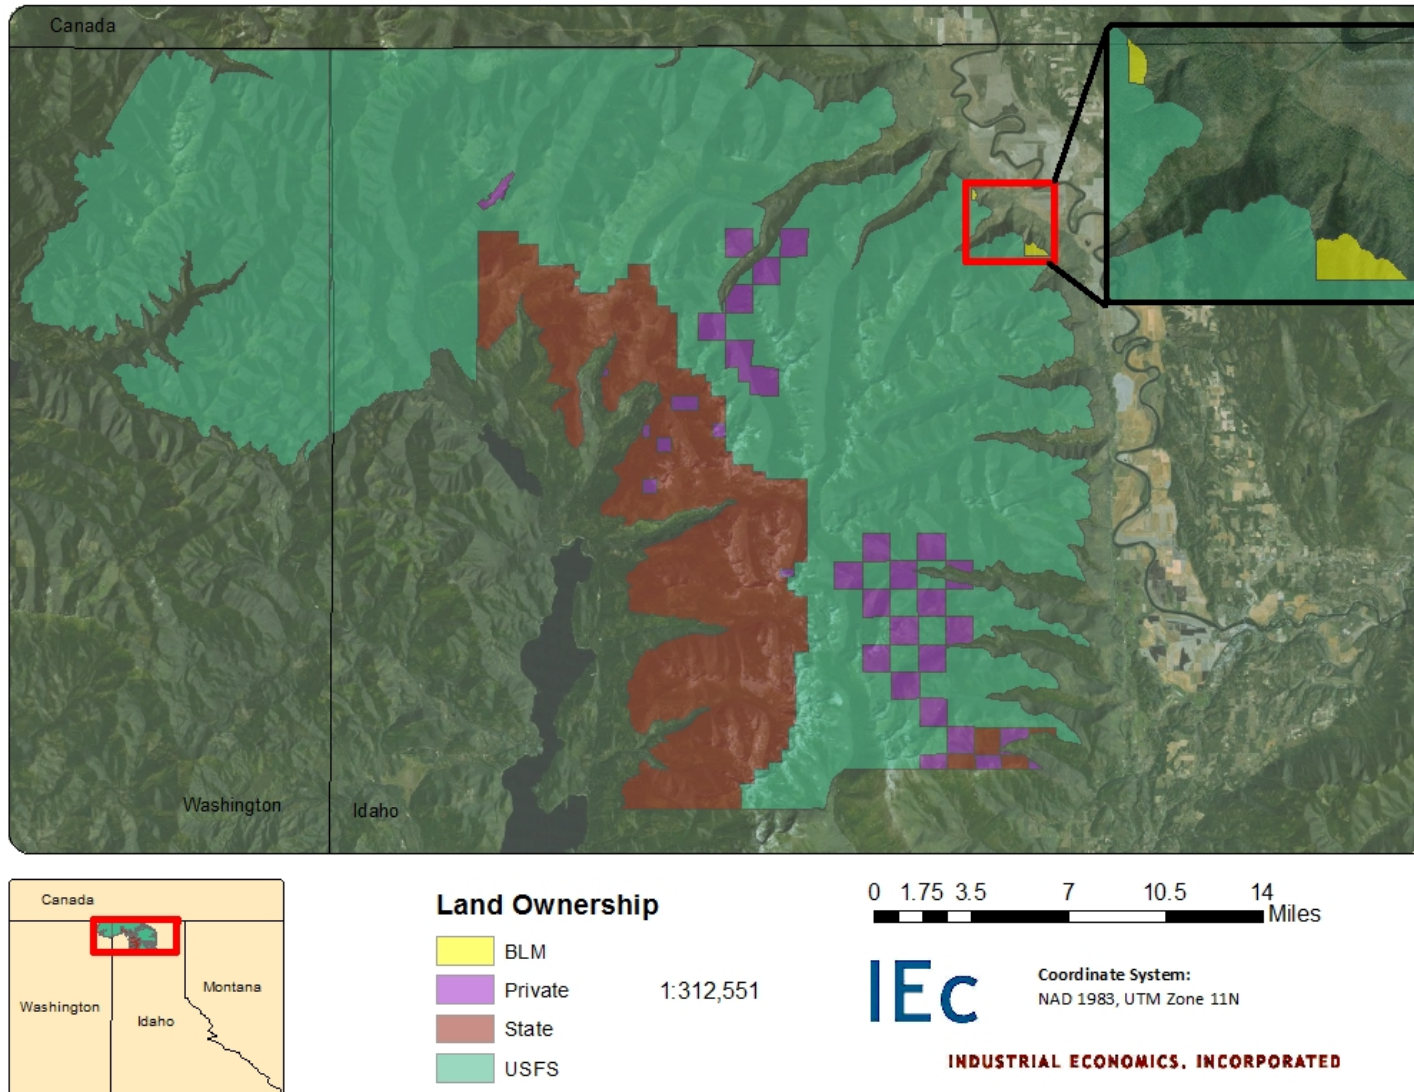 Canada
Washington
Idaho
Canada
Washington
Idaho
Montana
Land Ownership
BLM
Private
State
USFS
1:312,551
0 1.75 3.5 7 10.5 14
Miles
IEc
Coordinate System:
NAD 1983, UTM Zone 11N
INDUSTRIAL ECONOMICS, INCORPORATED